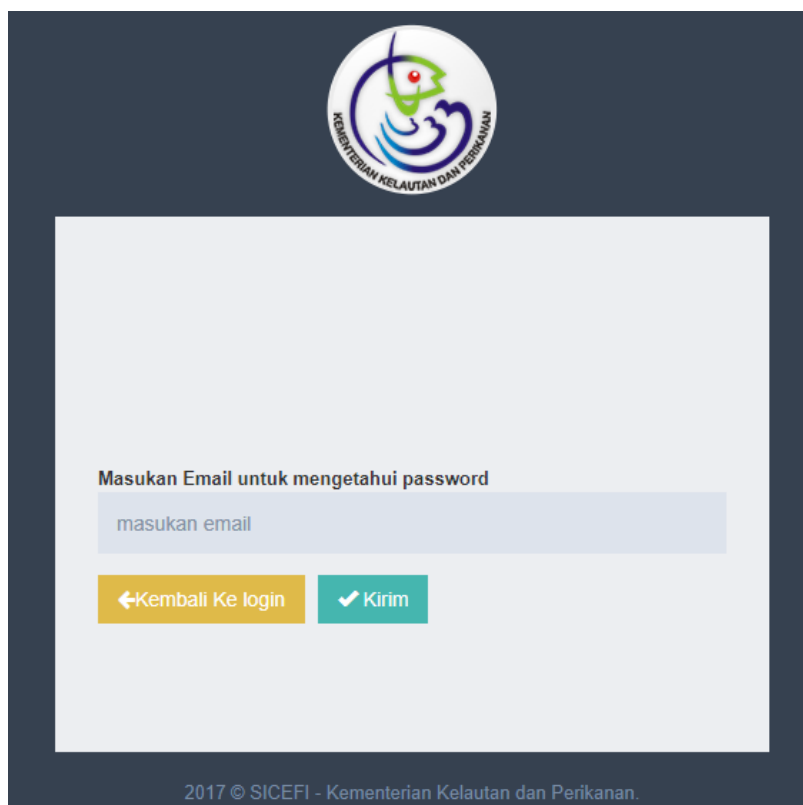 KEMENTERIAN KELAUTAN DAN PERIKANAN
Masukan Email untuk mengetahui password
masukan email
Kembali Ke login
Kirim
2017 © SICEFI - Kementerian Kelautan dan Perikanan.